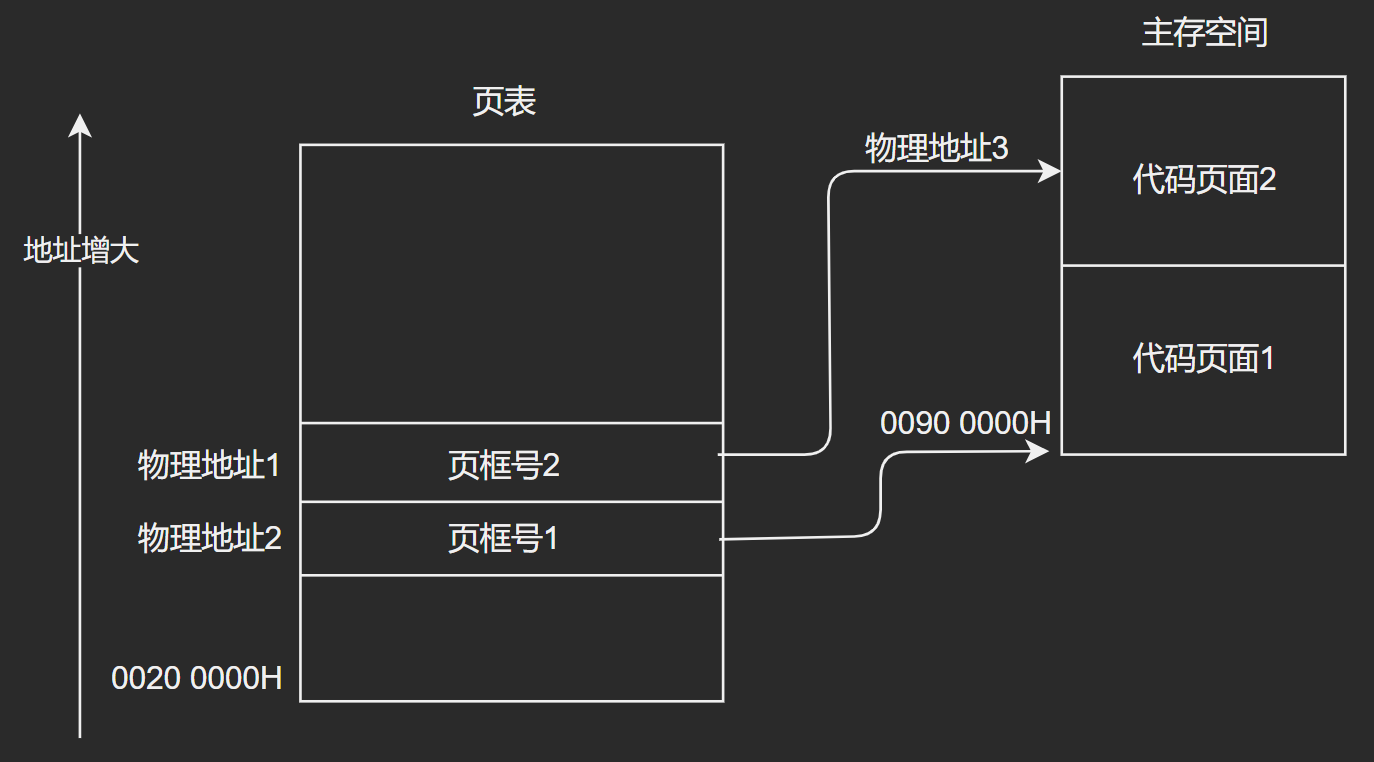 主存空间
页表
物理地址3
代码页面2
地址增大
代码页面1
0090 0000H
物理地址1
页框号2
物理地址2
页框号1
0020 0000H